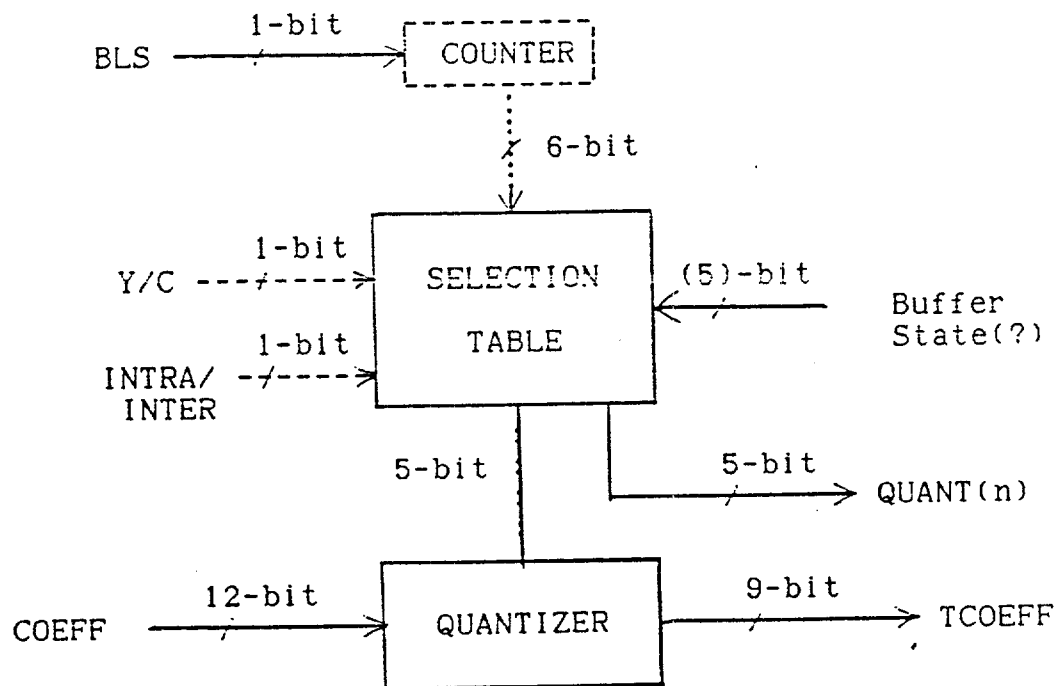 1-bit
BLS
COUNTER
6-bit
1-bit
Y/C
SELECTION
(5)-bit
Buffer
State(?)
TABLE
1-bit
INTRA/
INTER
5-bit
5-bit
QUANT(n)
12-bit
9-bit
COEFF
QUANTIZER
TCOEFF